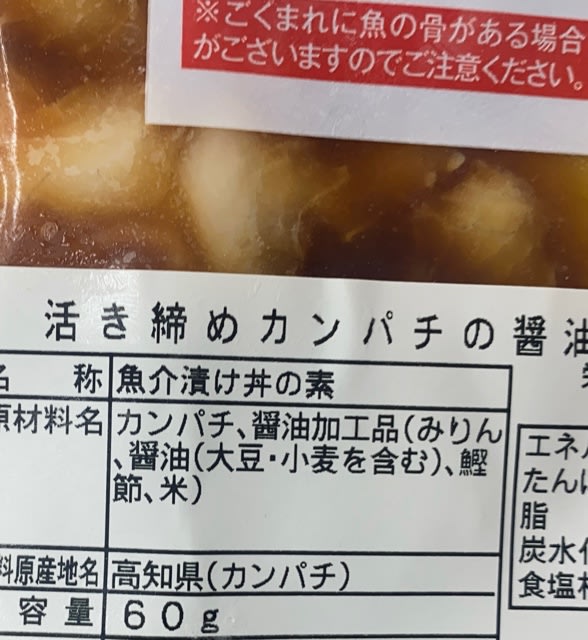 ※ごくまれに魚の骨がある場合
がございますのでご注意ください。
活き締めカンパチの醤油
名 称 魚介漬け丼の素
原材料名 カンパチ、醤油加工品(みりん
、醤油(大豆・小麦を含む)、鰹
節、米)
料原産地名 高知県(カンパチ)
容量 60g
エネル
たんぱ
脂
炭水化
食塩相